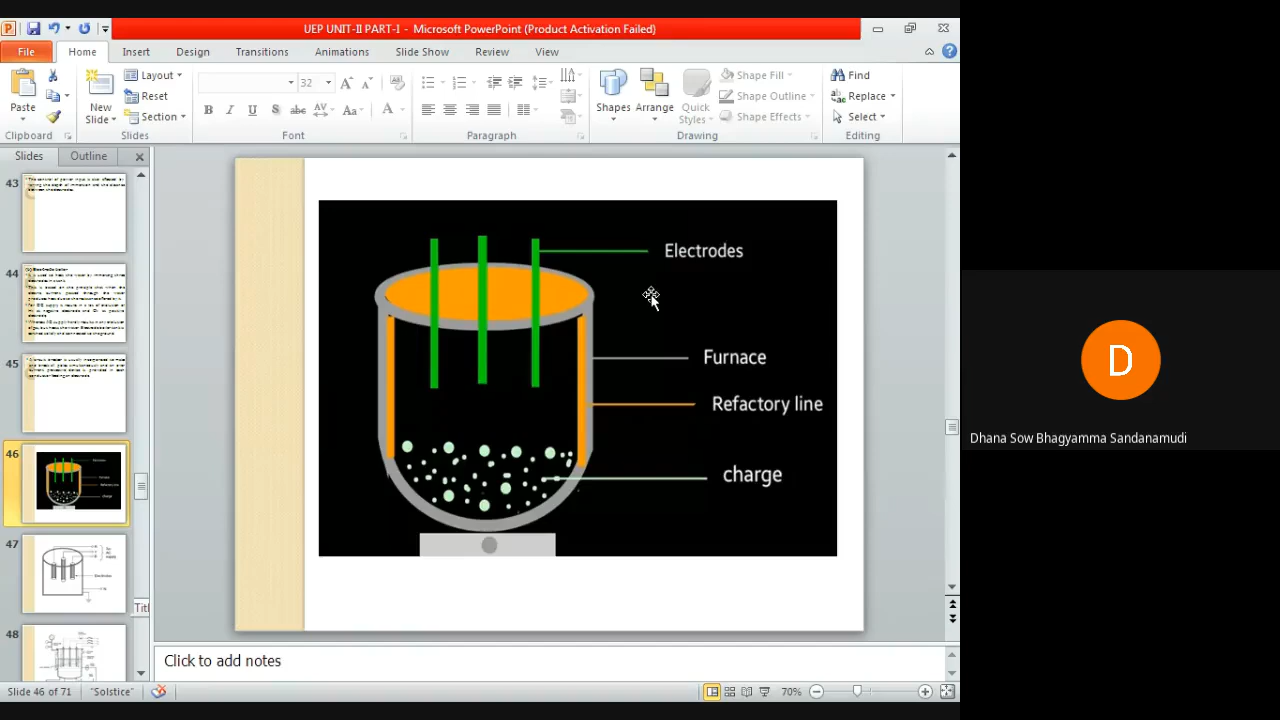 UEP UNIT-II PART-I - Microsoft PowerPoint (Product Activation Failed)
File Home Insert Design Transitions Animations Slide Show Review View
Paste
Clipboard
New
Slide
Layout
Reset
Section
Slides
32
B I U S abc AV Aa A
Font
Paragraph
Shapes
Arrange
Quick
Styles
Shape Fill
Shape Outline
Shape Effects
Drawing
Find
Replace
Select
Editing
Slides Outline
43
44
45
46
47
48
Electrodes
Furnace
Refactory line
charge
D
Dhana Sow Bhagyamma Sandanamudi
Click to add notes
Slide 46 of 71 "Solstice" 70%